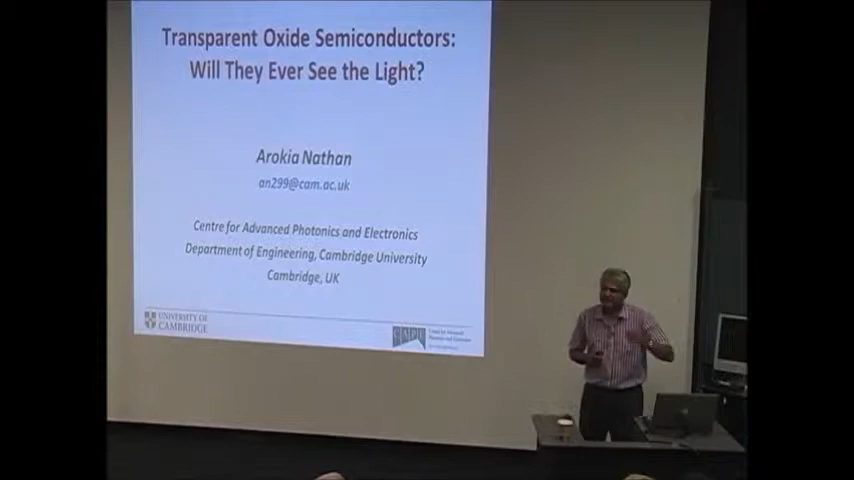 Transparent Oxide Semiconductors:
Will They Ever See the Light?
Arokia Nathan
an299@cam.ac.uk
Centre for Advanced Photonics and Electronics
Department of Engineering, Cambridge University
Cambridge, UK
UNIVERSITY OF
CAMBRIDGE